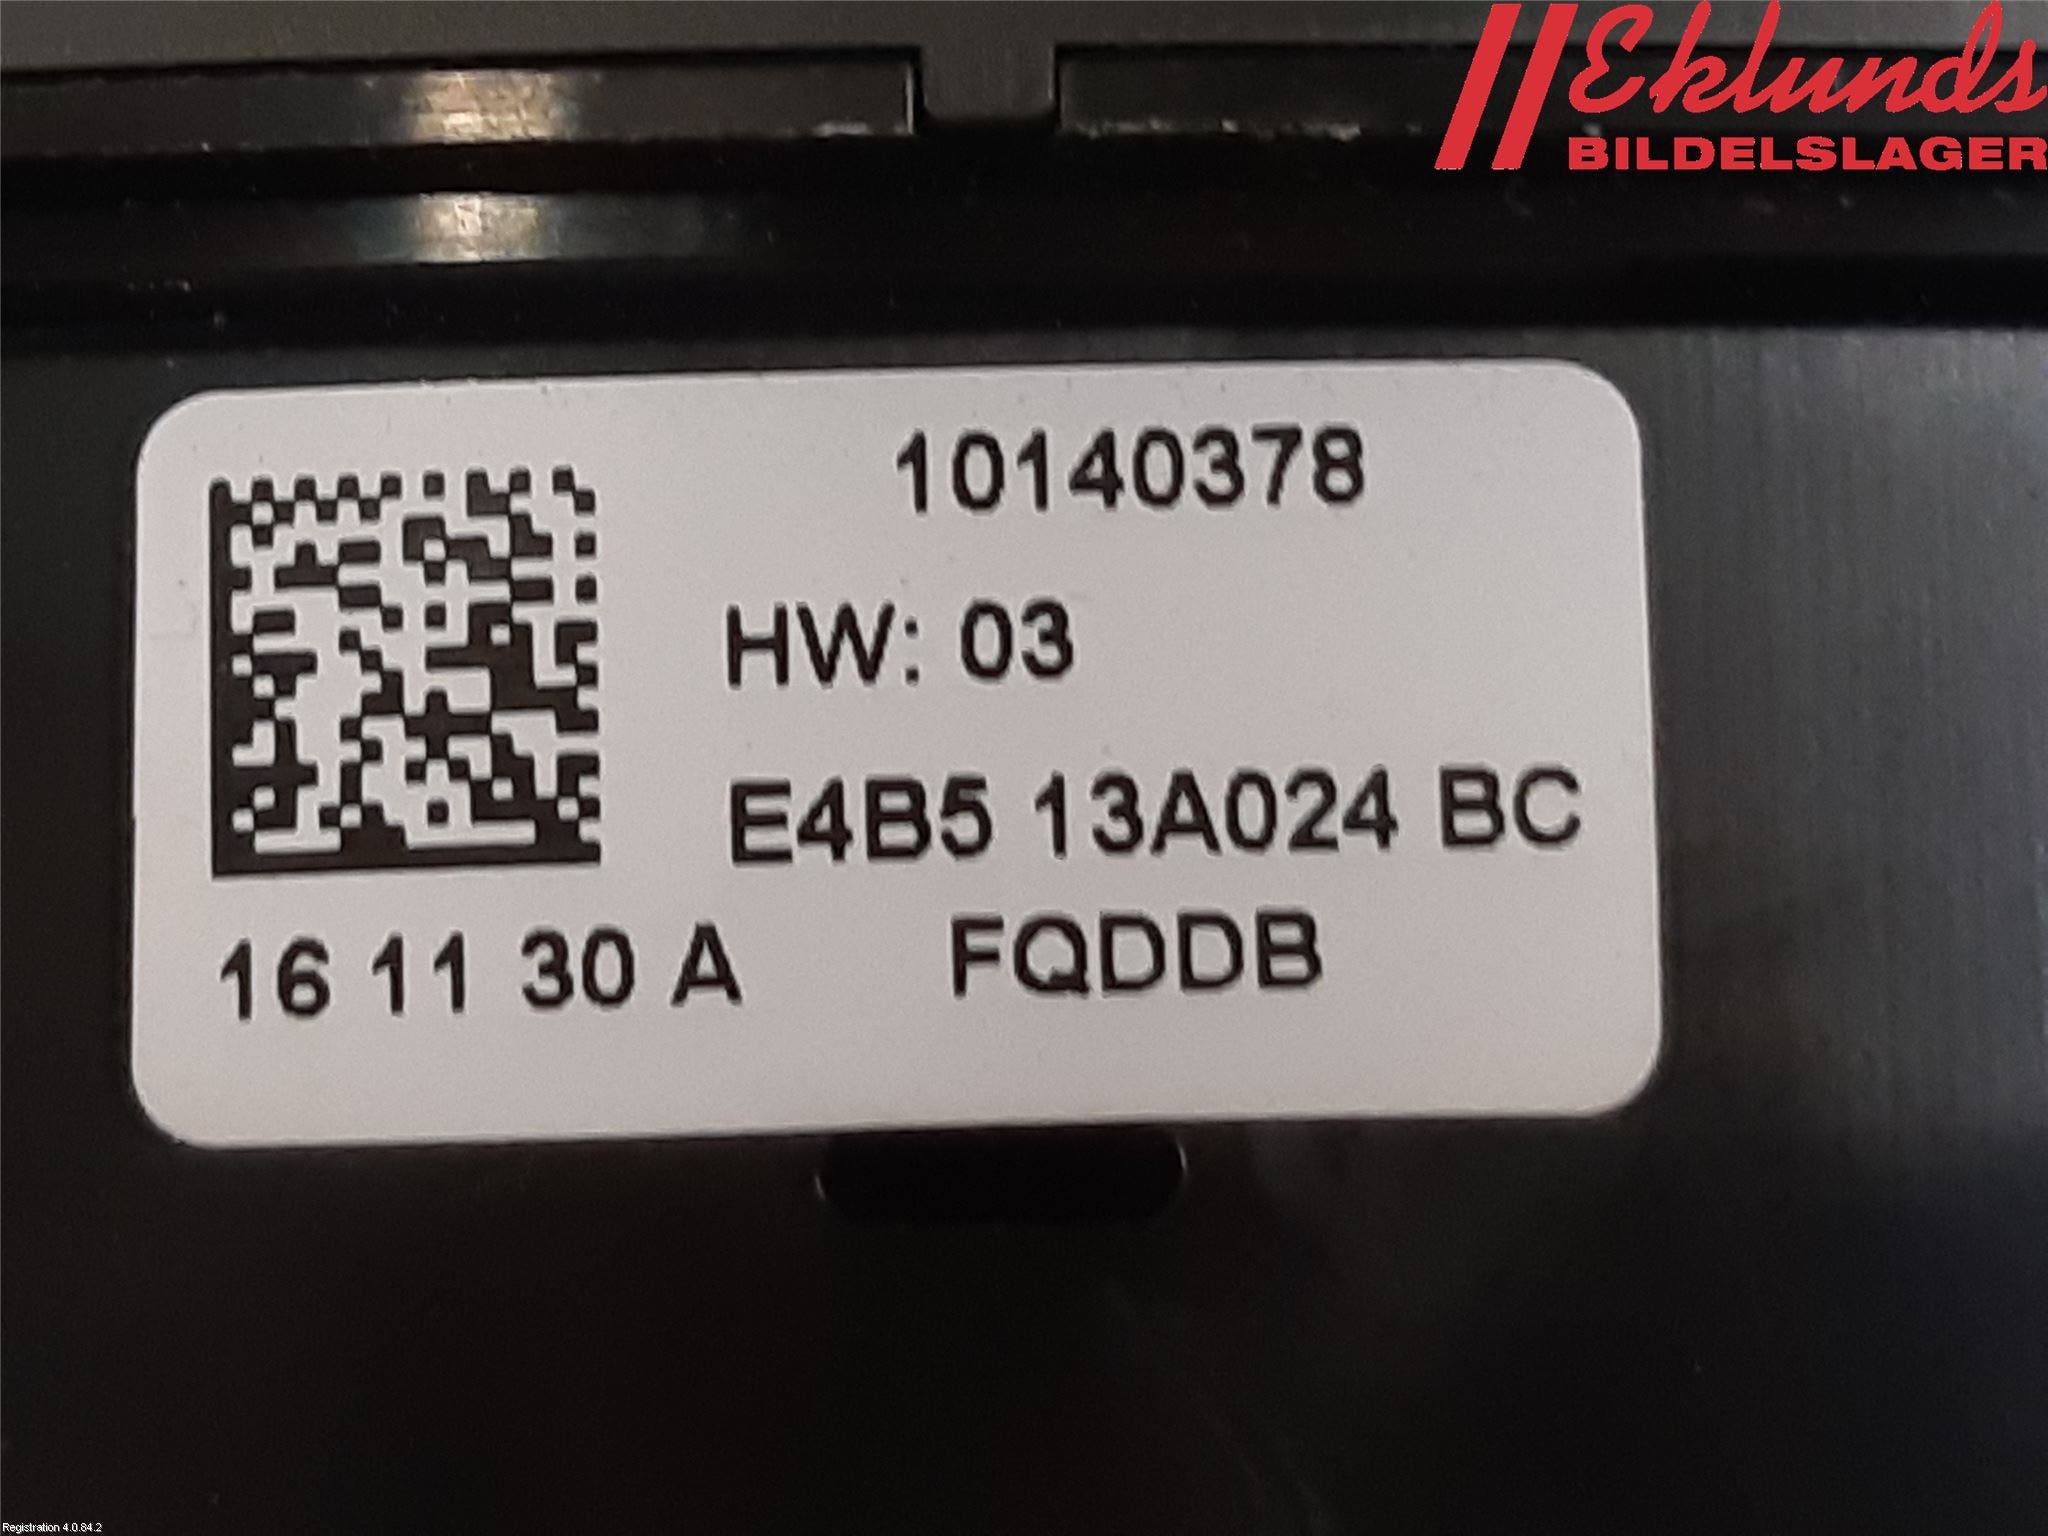 Eklunds
BILDELSLAGER
10140378
HW: 03
E4B5 13A024 BC
16 11 30 A FQDDB
Registration 4.0.84.2